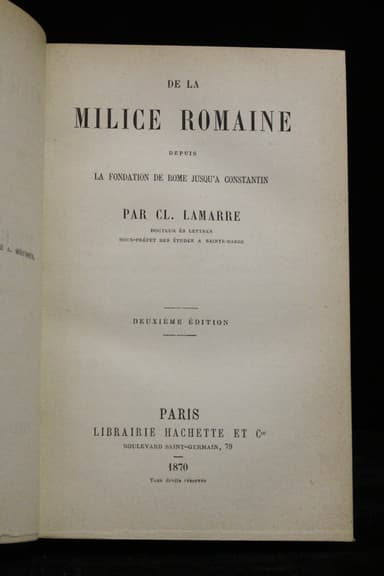 DE LA
MILICE ROMAINE
DEPUIS
LA FONDATION DE ROME JUSQU'A CONSTANTIN
PAR CL. LAMARRE
DOCTEUR ÈS LETTRES
SOUS-PRÉFET DES ÉTUDES A SAINTE-BARBE
DEUXIÈME ÉDITION
PARIS
LIBRAIRIE HACHETTE ET Cie
BOULEVARD SAINT-GERMAIN, 79
1870
Tous droits réservés